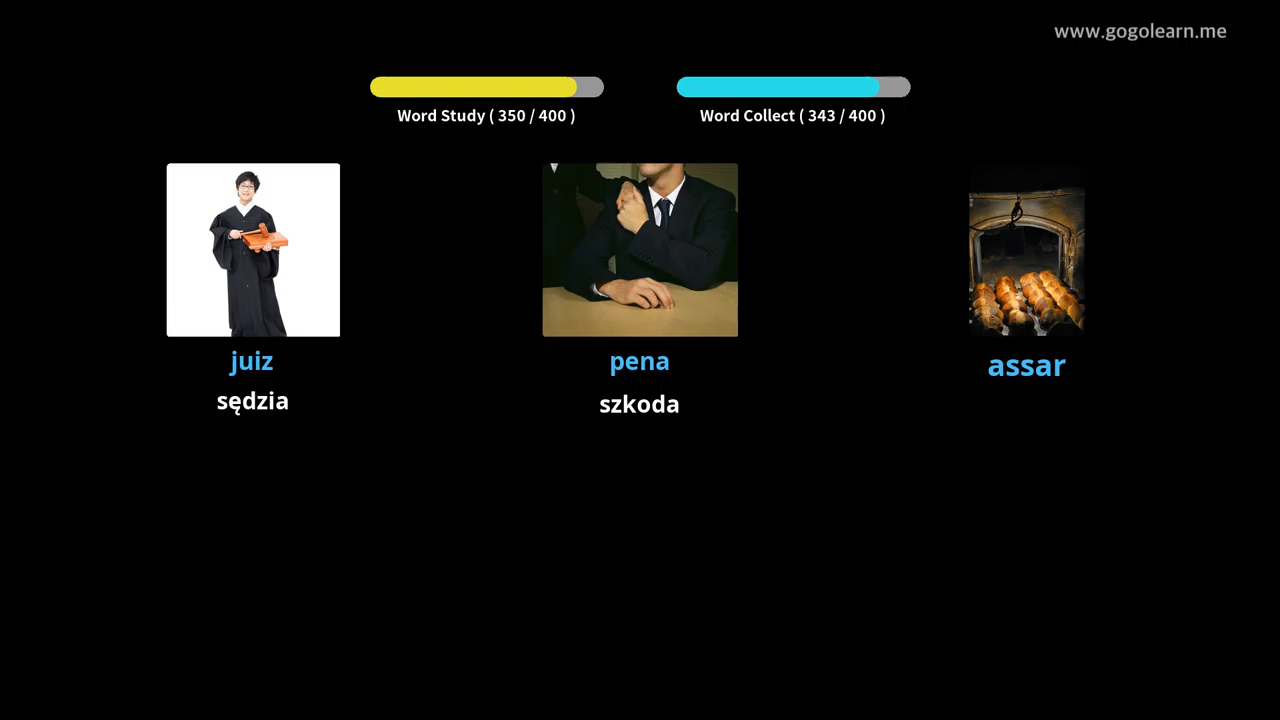 www.gogolearn.me
Word Study ( 350 / 400 )
Word Collect ( 343 / 400 )
juiz
sędzia
pena
szkoda
assar